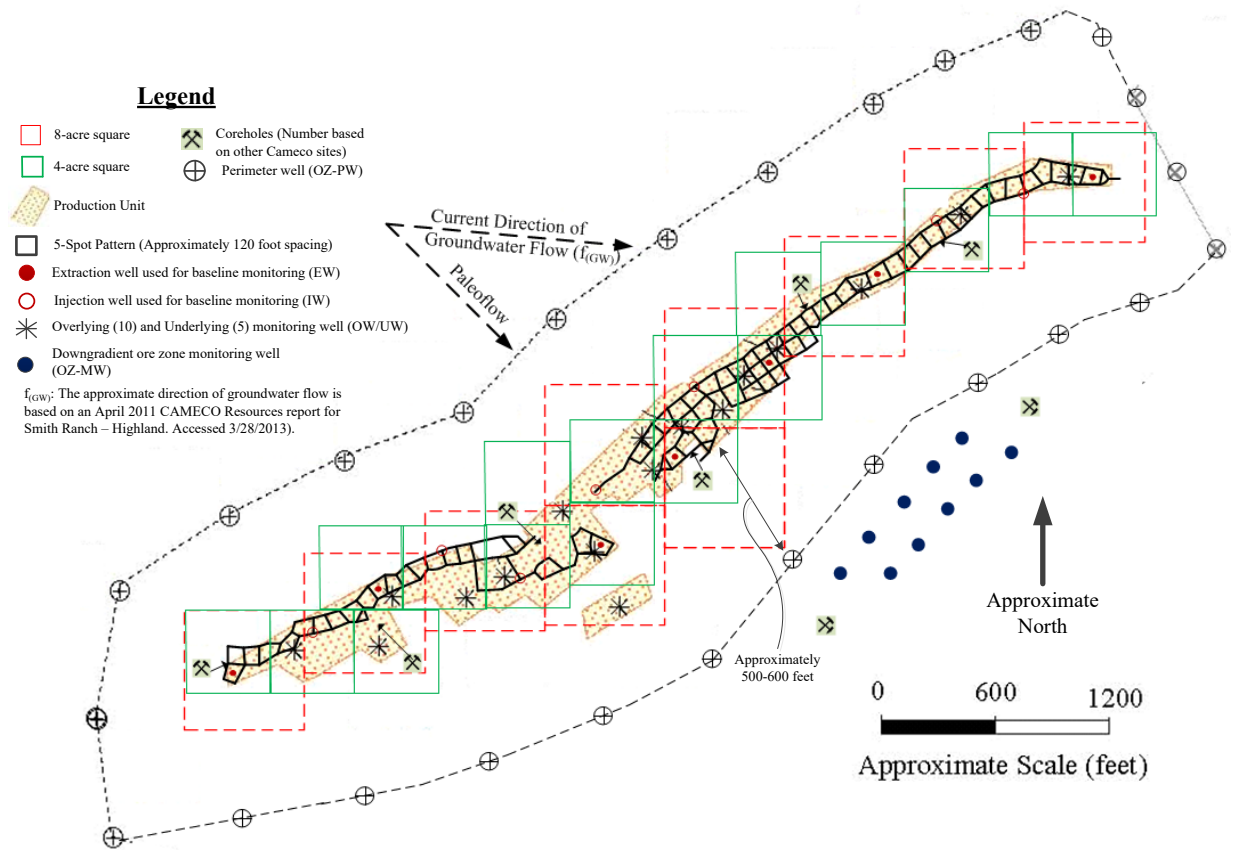 Legend
8-acre square
4-acre square
Production Unit
Coreholes (Number based
on other Cameco sites)
Perimeter well (OZ-PW)
5-Spot Pattern (Approximately 120 foot spacing)
Extraction well used for baseline monitoring (EW)
Injection well used for baseline monitoring (IW)
Overlying (10) and Underlying (5) monitoring well (OW/UW)
Downgradient ore zone monitoring well
(OZ-MW)
f(GW): The approximate direction of groundwater flow is
based on an April 2011 CAMECO Resources report for
Smith Ranch – Highland. Accessed 3/28/2013).
Current Direction of
Groundwater Flow (f(GW))
Paleoflow
Approximately
500-600 feet
Approximate
North
0 600 1200
Approximate Scale (feet)